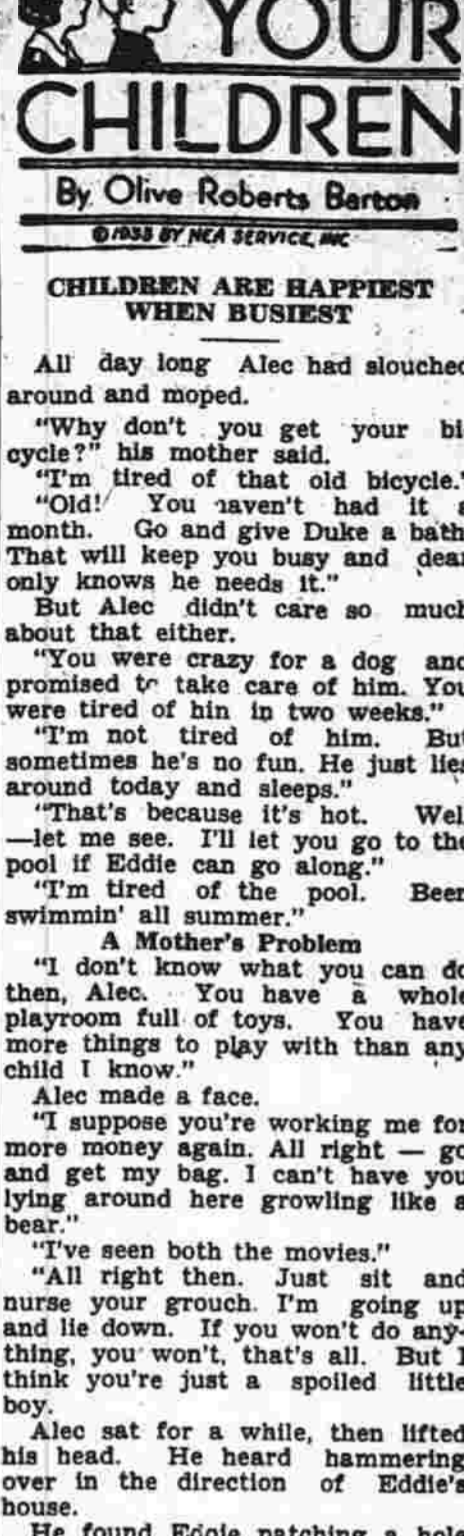 YOUR
CHILDREN
By Olive Roberts Barton
© 1933 BY NEA SERVICE, INC
CHILDREN ARE HAPPIEST
WHEN BUSIEST
All day long Alec had slouched
around and moped.
"Why don't you get your bi
cycle?" his mother said.
"I'm tired of that old bicycle."
"Old! You haven't had it a
month. Go and give Duke a bath
That will keep you busy and dear
only knows he needs it."
But Alec didn't care so much
about that either.
"You were crazy for a dog and
promised to take care of him. You
were tired of hin in two weeks."
"I'm not tired of him. But
sometimes he's no fun. He just lies
around today and sleeps."
"That's because it's hot. Wel
—let me see. I'll let you go to the
pool if Eddie can go along."
"I'm tired of the pool. Been
swimmin' all summer."
A Mother's Problem
"I don't know what you can do
then, Alec. You have a whole
playroom full of toys. You have
more things to play with than any
child I know."
Alec made a face.
"I suppose you're working me for
more money again. All right — go
and get my bag. I can't have you
lying around here growling like a
bear."
"I've seen both the movies."
"All right then. Just sit and
nurse your grouch. I'm going up
and lie down. If you won't do any-
thing, you won't, that's all. But I
think you're just a spoiled little
boy.
Alec sat for a while, then lifted
his head. He heard hammering
over in the direction of Eddie's
house.
He found Eddie patching a hole